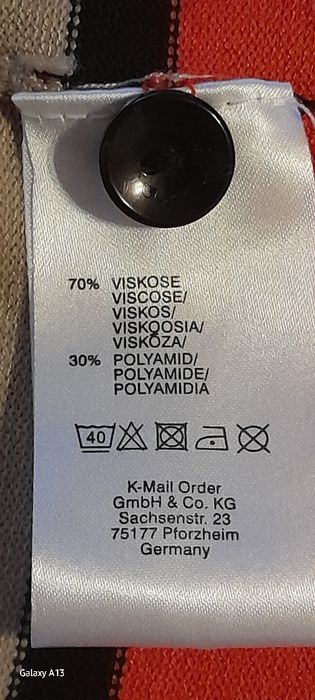 70% VISKOSE
VISCOSE/
VISKOS/
VISKOOSIA/
VISKÓZA/
30% POLYAMID/
POLYAMIDE/
POLYAMIDIA
40
K-Mail Order
GmbH & Co. KG
Sachsenstr. 23
75177 Pforzheim
Germany
Galaxy A13